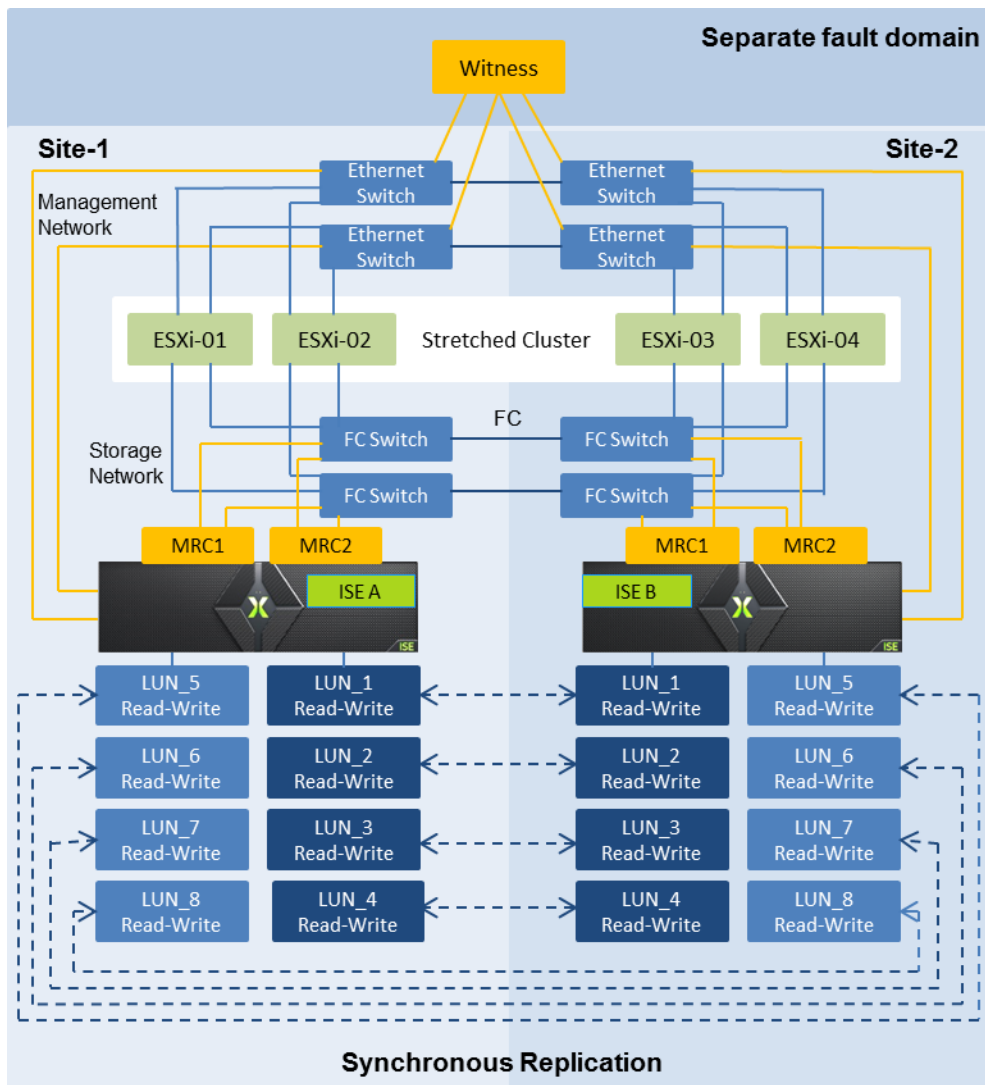 Separate fault domain
Witness
Site-1
Site-2
Ethernet
Switch
Ethernet
Switch
Management
Network
Ethernet
Switch
Ethernet
Switch
ESXi-01
ESXi-02
Stretched Cluster
ESXi-03
ESXi-04
FC
FC Switch
FC Switch
Storage
Network
FC Switch
FC Switch
MRC1
MRC2
MRC1
MRC2
ISE A
ISE B
ISE
ISE
LUN_5
Read-Write
LUN_1
Read-Write
LUN_1
Read-Write
LUN_5
Read-Write
LUN_6
Read-Write
LUN_2
Read-Write
LUN_2
Read-Write
LUN_6
Read-Write
LUN_7
Read-Write
LUN_3
Read-Write
LUN_3
Read-Write
LUN_7
Read-Write
LUN_8
Read-Write
LUN_4
Read-Write
LUN_4
Read-Write
LUN_8
Read-Write
Synchronous Replication